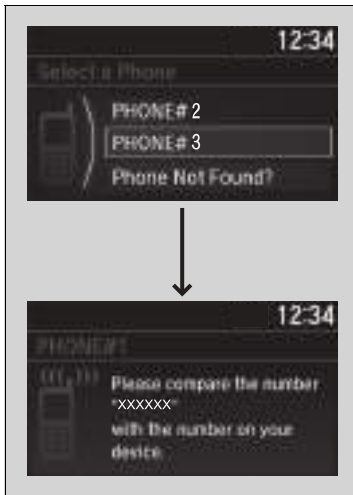 12:34
Select a Phone
PHONE# 2
PHONE# 3
Phone Not Found?
12:34
PHONE#1
Please compare the number
"XXXXXX"
with the number on your
device.